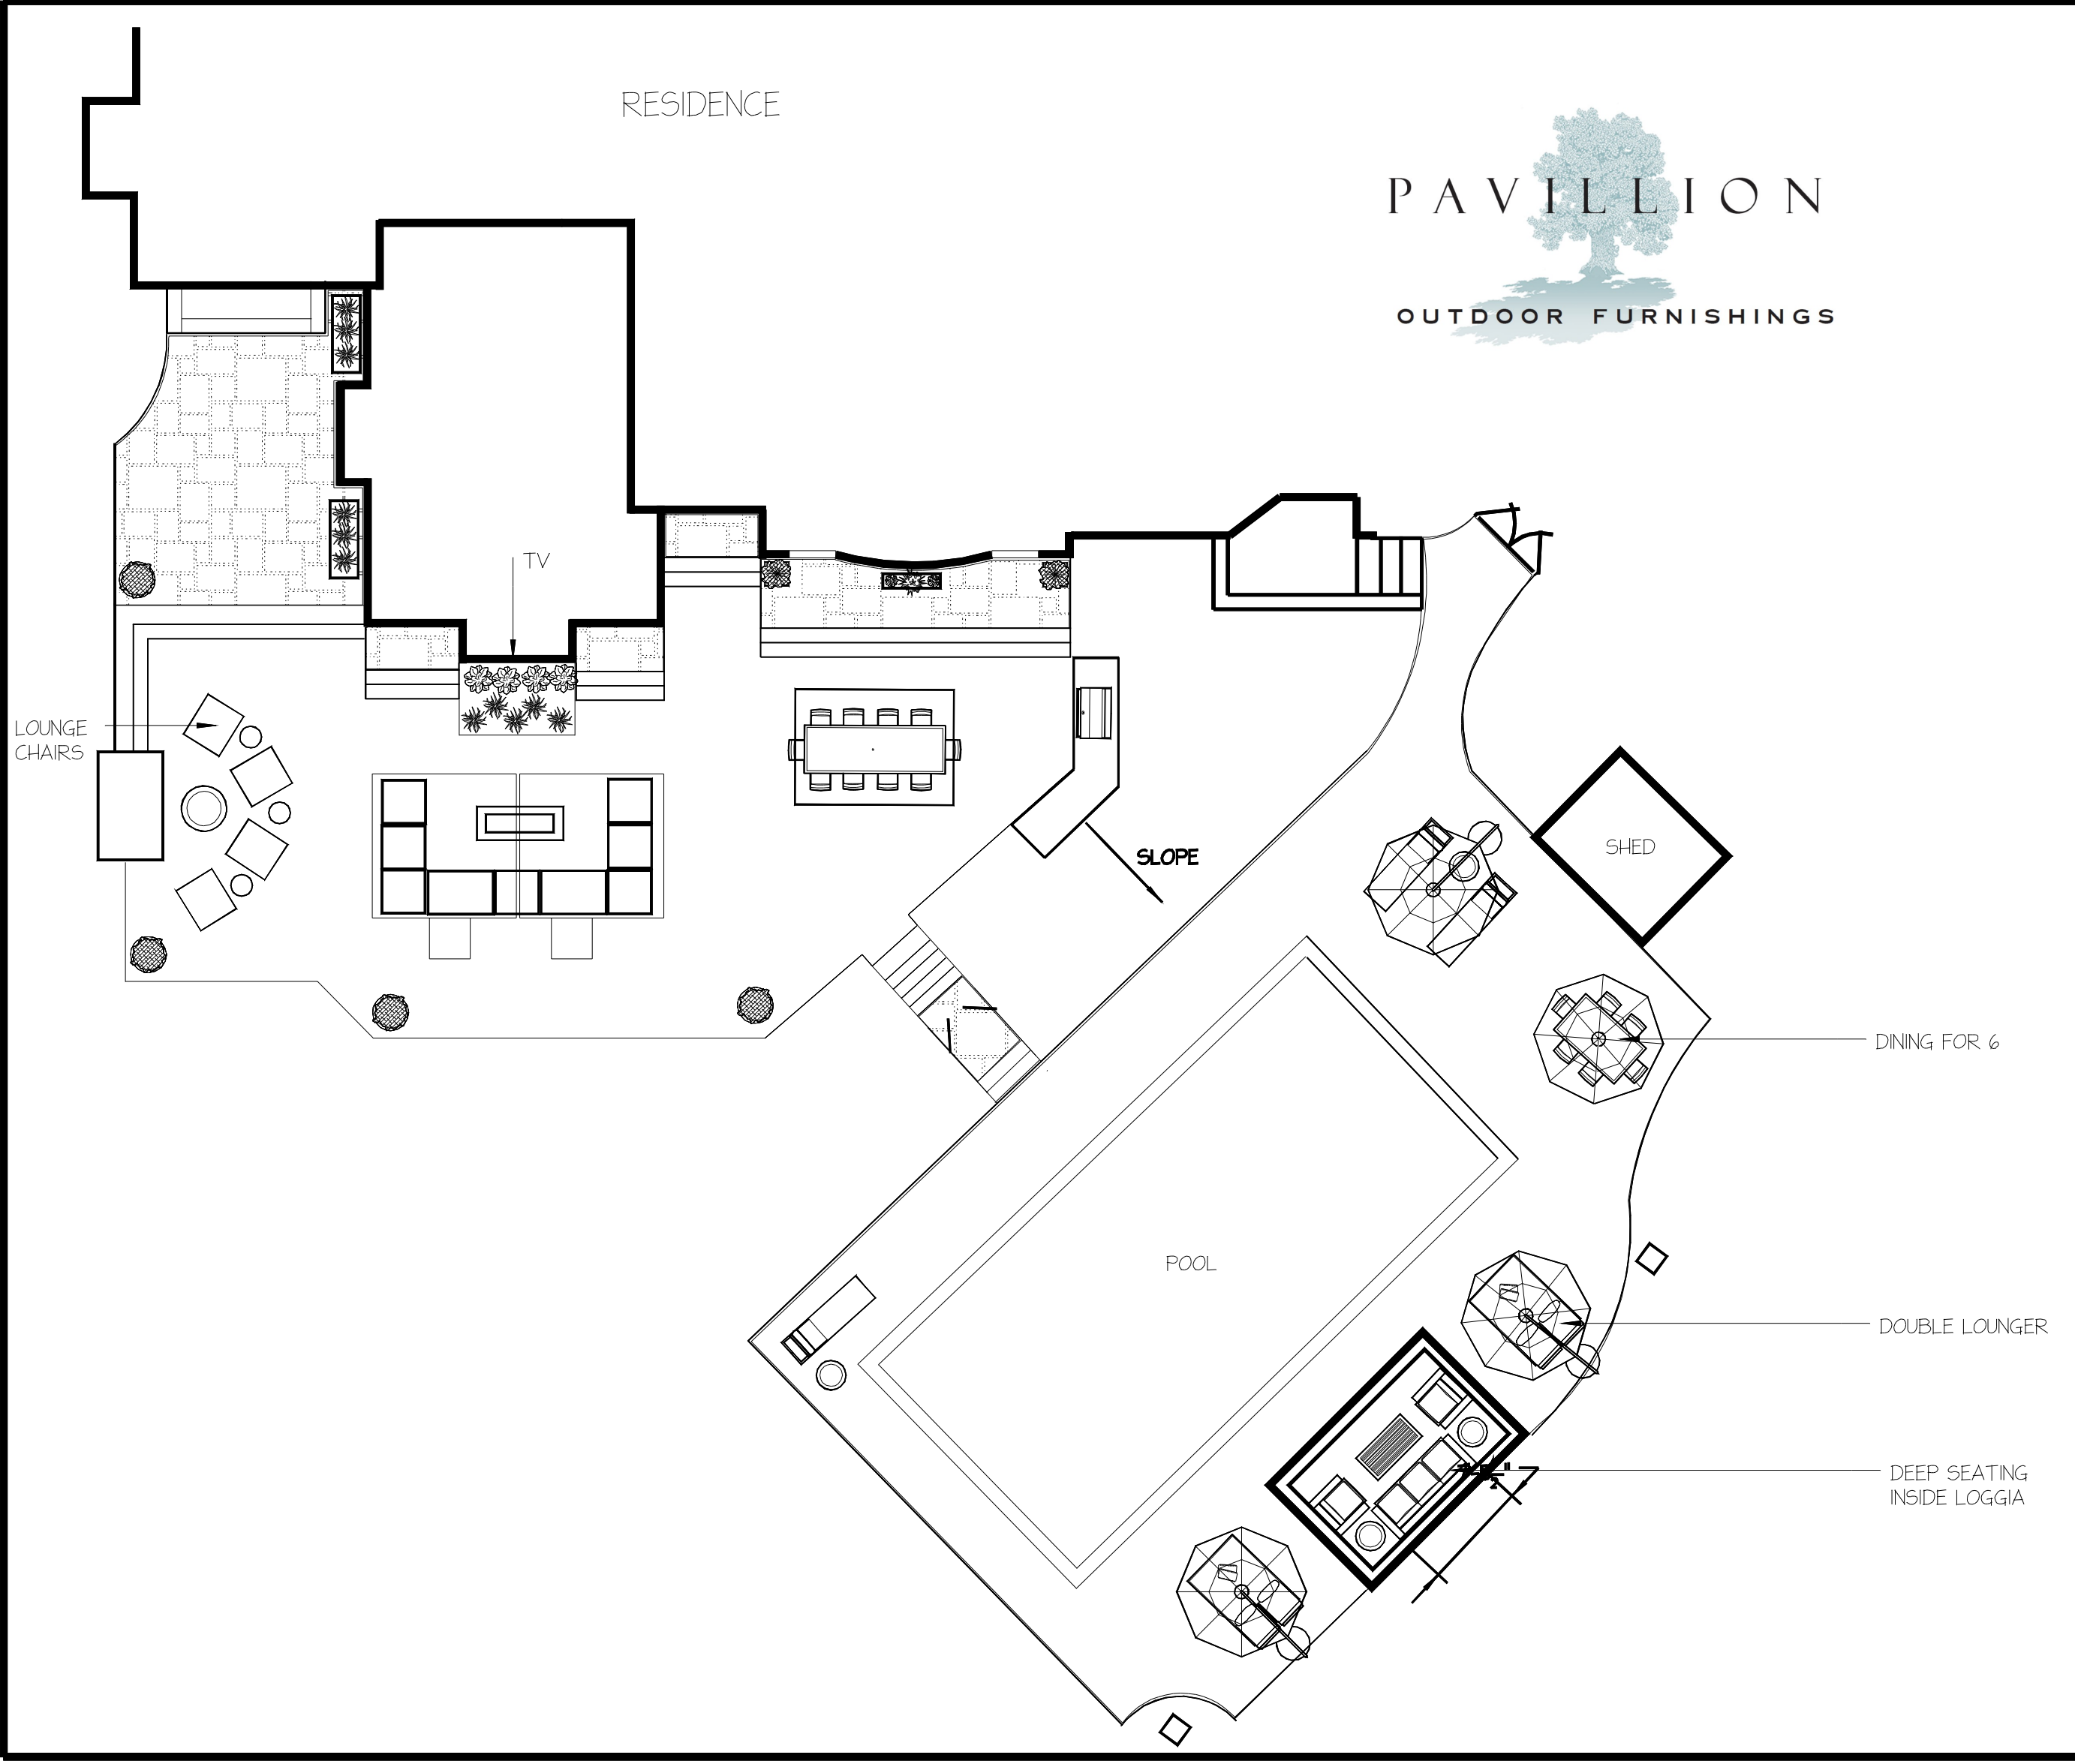 RESIDENCE
PAVILLION
OUTDOOR FURNISHINGS
TV
LOUNGE
CHAIRS
SLOPE
SHED
DINING FOR 6
POOL
DOUBLE LOUNGER
DEEP SEATING
INSIDE LOGGIA